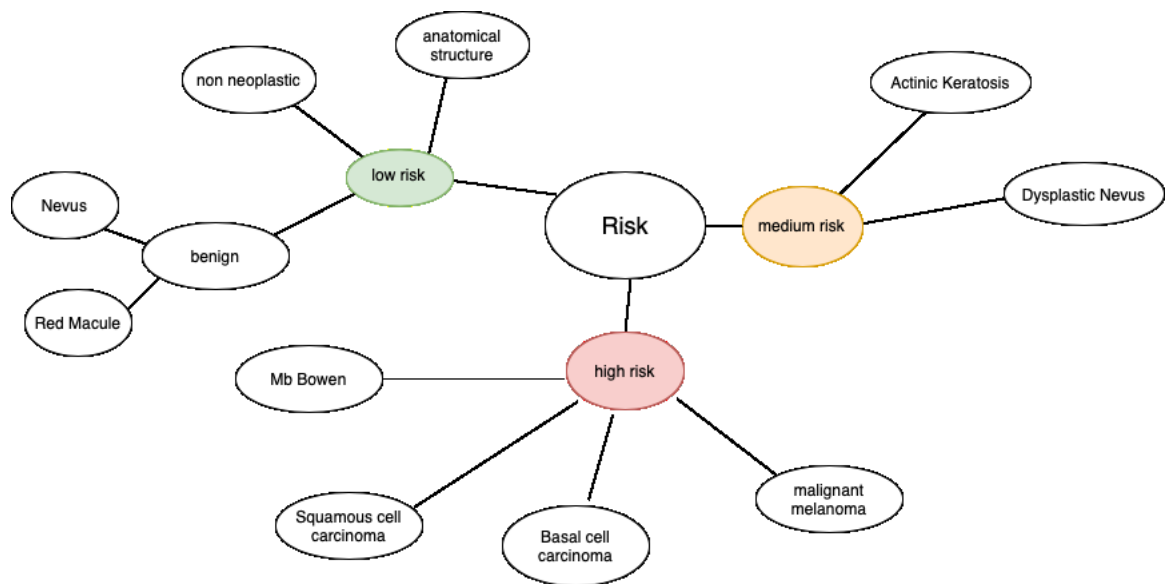 anatomical
structure
non neoplastic
Actinic Keratosis
low risk
Nevus
Dysplastic Nevus
Risk
medium risk
benign
Red Macule
high risk
Mb Bowen
malignant
melanoma
Squamous cell
carcinoma
Basal cell
carcinoma